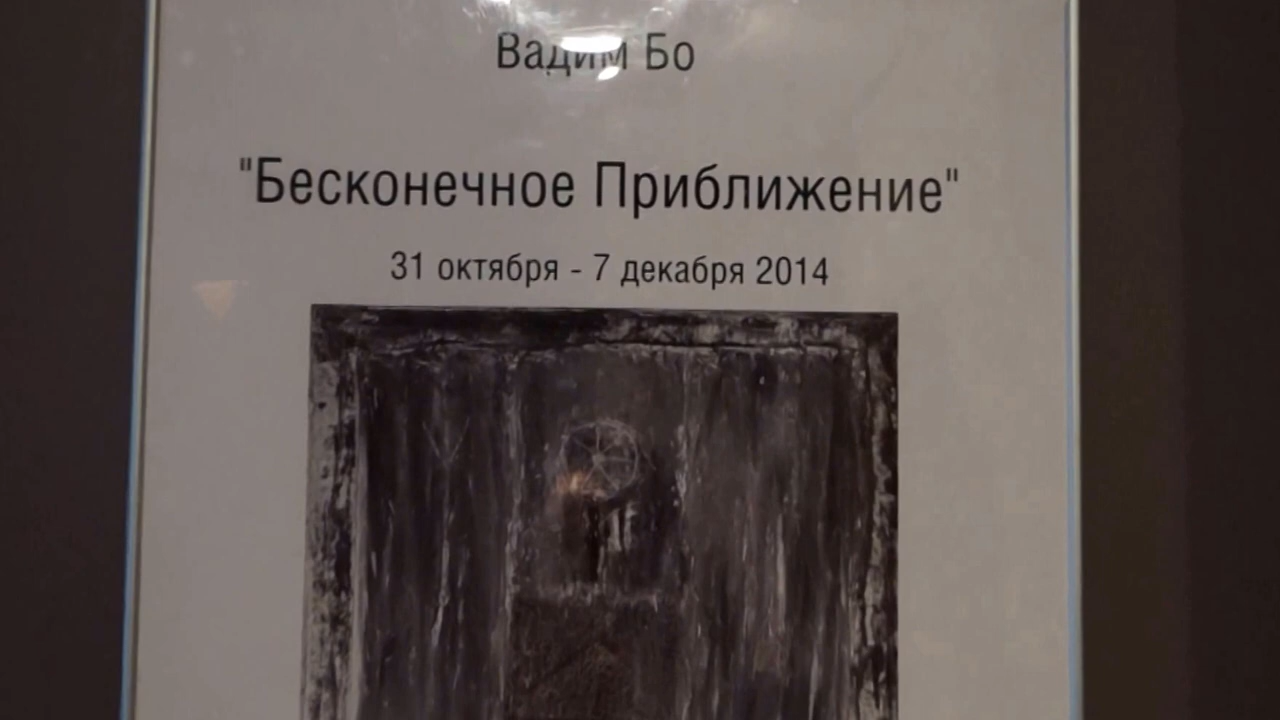 Вадим Бо
"Бесконечное Приближение"
31 октября - 7 декабря 2014